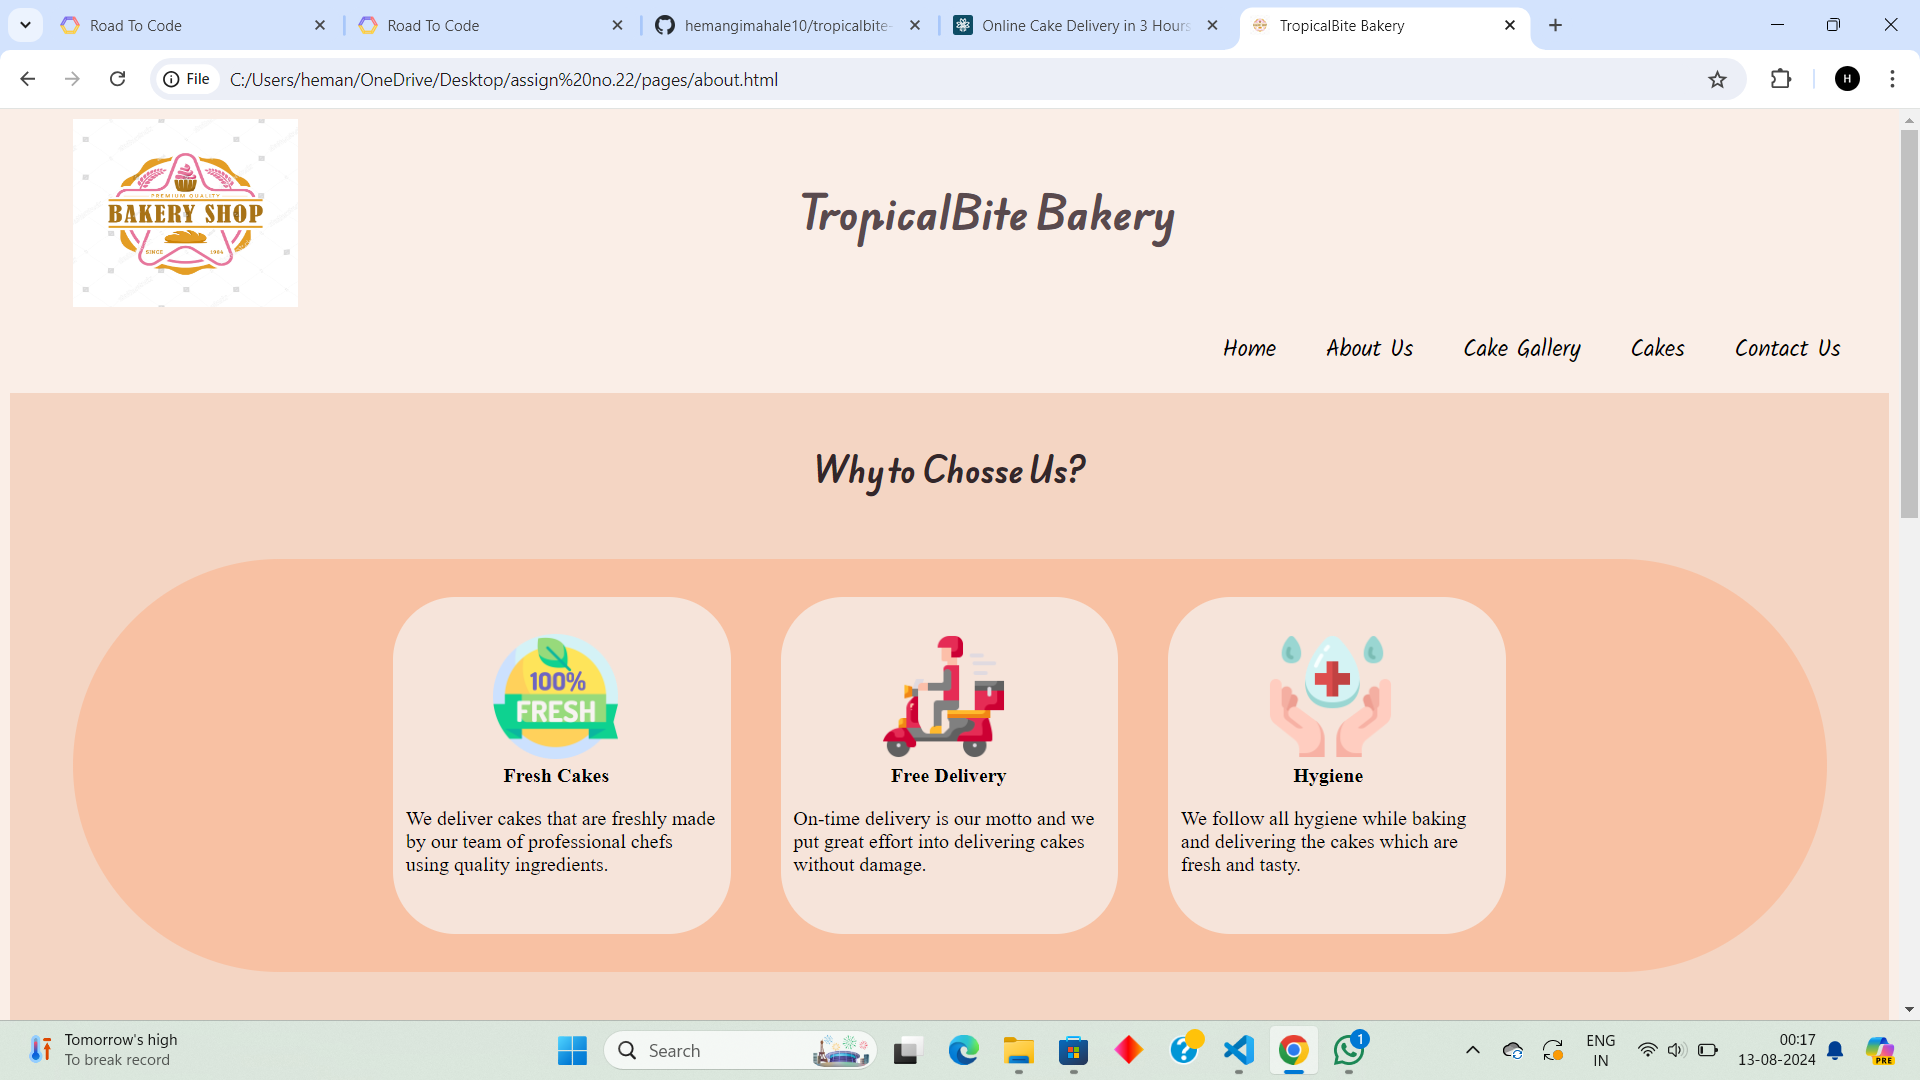 Road To Code
Road To Code
hemangimahale10/tropicalbite-
Online Cake Delivery in 3 Hours
TropicalBite Bakery
File
C:/Users/heman/OneDrive/Desktop/assign%20no.22/pages/about.html
H
PREMIUM QUALITY
BAKERY SHOP
SINCE 1984
TropicalBite Bakery
Home
About Us
Cake Gallery
Cakes
Contact Us
Why to Chosse Us?
100%
FRESH
Fresh Cakes
We deliver cakes that are freshly made
by our team of professional chefs
using quality ingredients.
Free Delivery
On-time delivery is our motto and we
put great effort into delivering cakes
without damage.
Hygiene
We follow all hygiene while baking
and delivering the cakes which are
fresh and tasty.
Tomorrow's high
To break record
Search
1
ENG
IN
00:17
13-08-2024
PRE